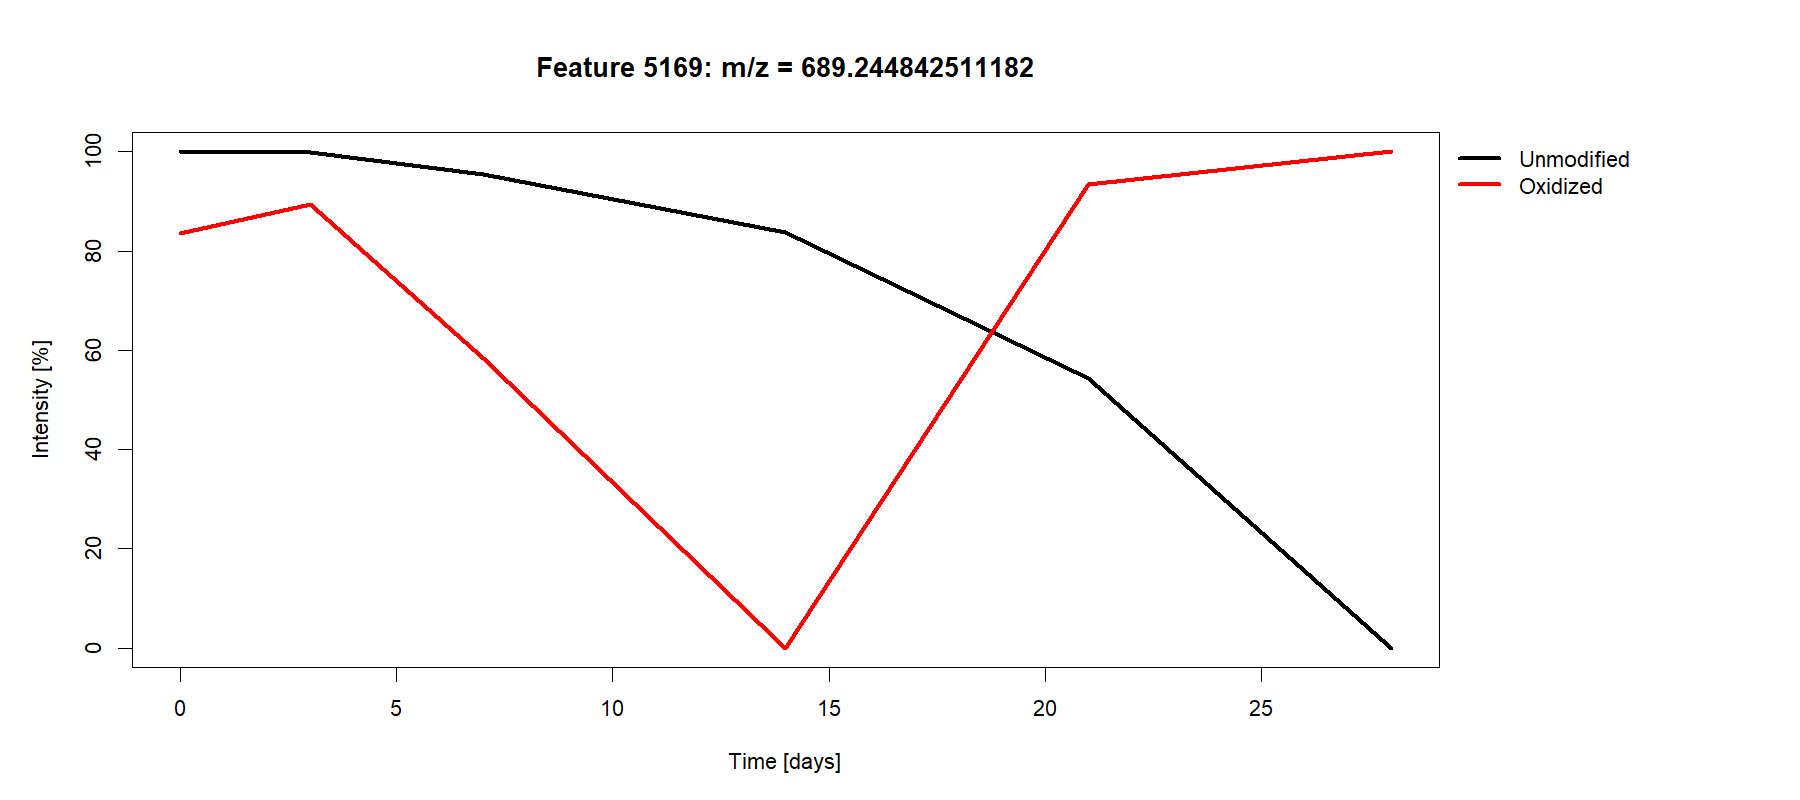 Feature 5169: m/z = 689.244842511182
Unmodified
Oxidized
Intensity [%]
100
80
60
40
20
0
0 5 10 15 20 25
Time [days]